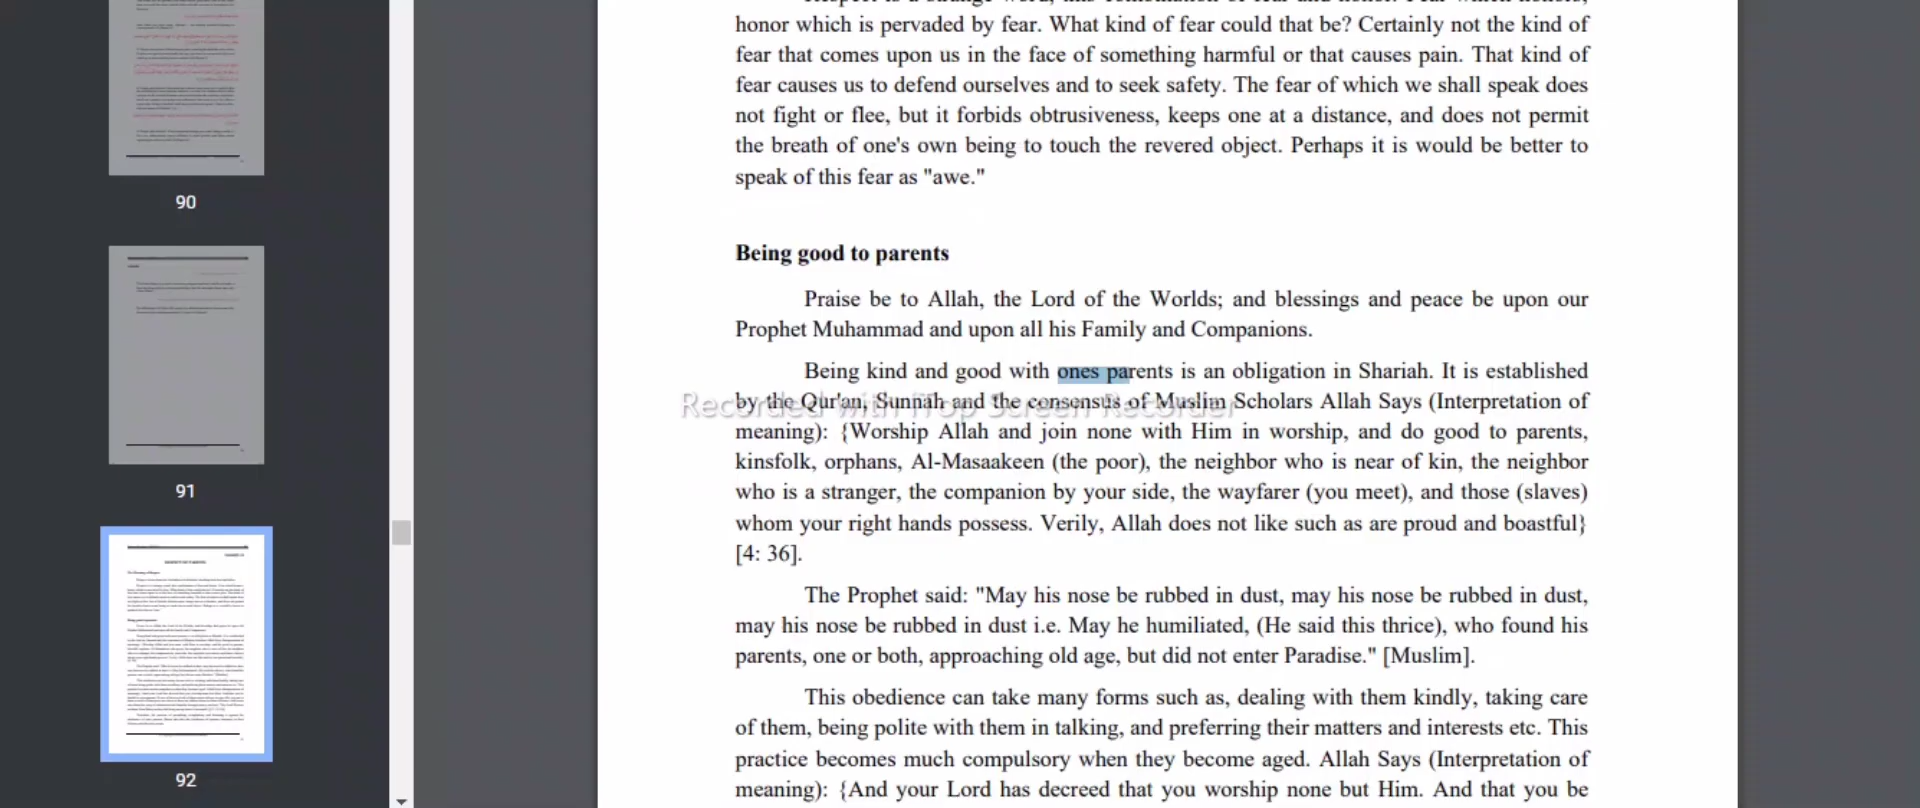 honor which is pervaded by fear. What kind of fear could that be? Certainly not the kind of
fear that comes upon us in the face of something harmful or that causes pain. That kind of
fear causes us to defend ourselves and to seek safety. The fear of which we shall speak does
not fight or flee, but it forbids obtrusiveness, keeps one at a distance, and does not permit
the breath of one's own being to touch the revered object. Perhaps it is would be better to
speak of this fear as "awe."
Being good to parents
Praise be to Allah, the Lord of the Worlds; and blessings and peace be upon our
Prophet Muhammad and upon all his Family and Companions.
Being kind and good with ones parents is an obligation in Shariah. It is established
by the Qur'an, Sunnah and the consensus of Muslim Scholars Allah Says (Interpretation of
Recorded with iTop Screen Recorder
meaning): {Worship Allah and join none with Him in worship, and do good to parents,
kinsfolk, orphans, Al-Masaakeen (the poor), the neighbor who is near of kin, the neighbor
who is a stranger, the companion by your side, the wayfarer (you meet), and those (slaves)
whom your right hands possess. Verily, Allah does not like such as are proud and boastful}
[4: 36].
The Prophet said: "May his nose be rubbed in dust, may his nose be rubbed in dust,
may his nose be rubbed in dust i.e. May he humiliated, (He said this thrice), who found his
parents, one or both, approaching old age, but did not enter Paradise." [Muslim].
This obedience can take many forms such as, dealing with them kindly, taking care
of them, being polite with them in talking, and preferring their matters and interests etc. This
practice becomes much compulsory when they become aged. Allah Says (Interpretation of
meaning): {And your Lord has decreed that you worship none but Him. And that you be
90
91
92